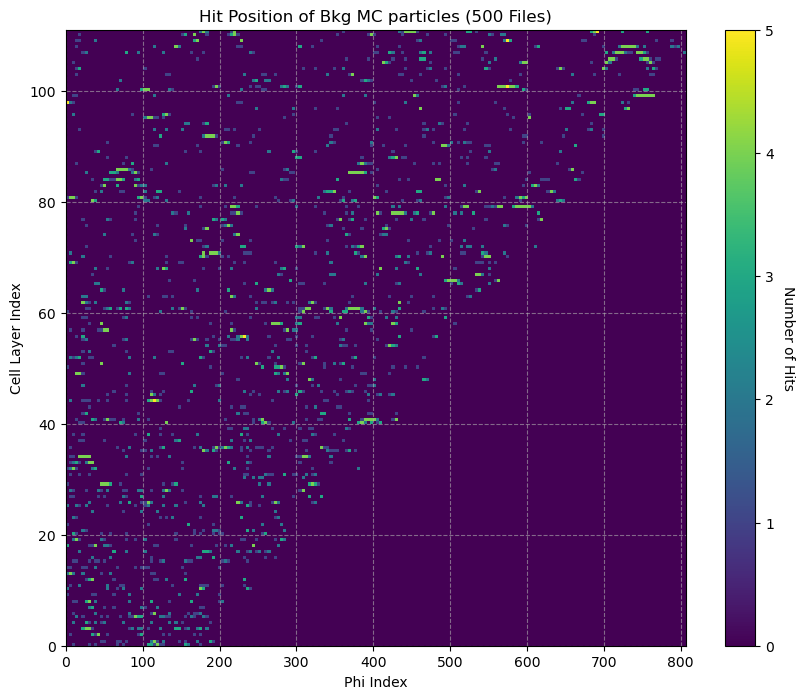 Hit Position of Bkg MC particles (500 Files)
100
80
60
40
20
0
Cell Layer Index
0 100 200 300 400 500 600 700 800
Phi Index
5
4
3
2
1
0
Number of Hits